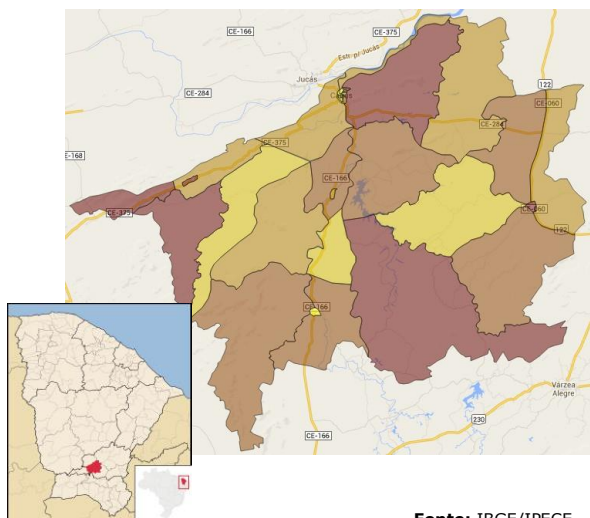 CE-166
CE-375
Estr. p/ Jucás
Jucás
CE-284
122
CE-060
CE-284
CE-375
CE-168
CE-166
CE-375
CE-060
122
CE-166
Várzea
Alegre
230
CE-166
Fonte: IBGE/IPECE